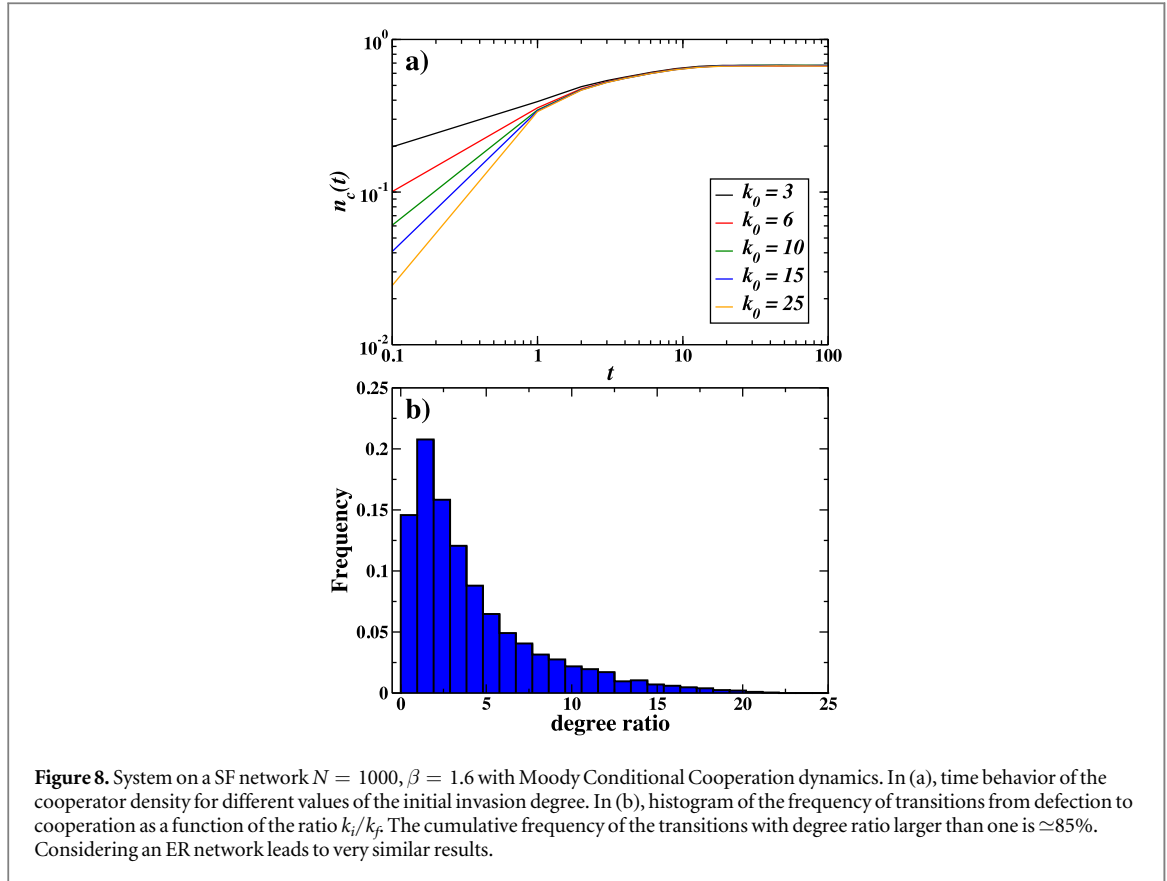 a)
10^0
10^-1
10^-2
n_c(t)
k_0 = 3
k_0 = 6
k_0 = 10
k_0 = 15
k_0 = 25
0.1 1 10 100
t
b)
0.25
0.2
0.15
0.1
0.05
0
Frequency
0 5 10 15 20 25
degree ratio
Figure 8. System on a SF network N = 1000, β = 1.6 with Moody Conditional Cooperation dynamics. In (a), time behavior of the
cooperator density for different values of the initial invasion degree. In (b), histogram of the frequency of transitions from defection to
cooperation as a function of the ratio k_i/k_f. The cumulative frequency of the transitions with degree ratio larger than one is ≃85%.
Considering an ER network leads to very similar results.